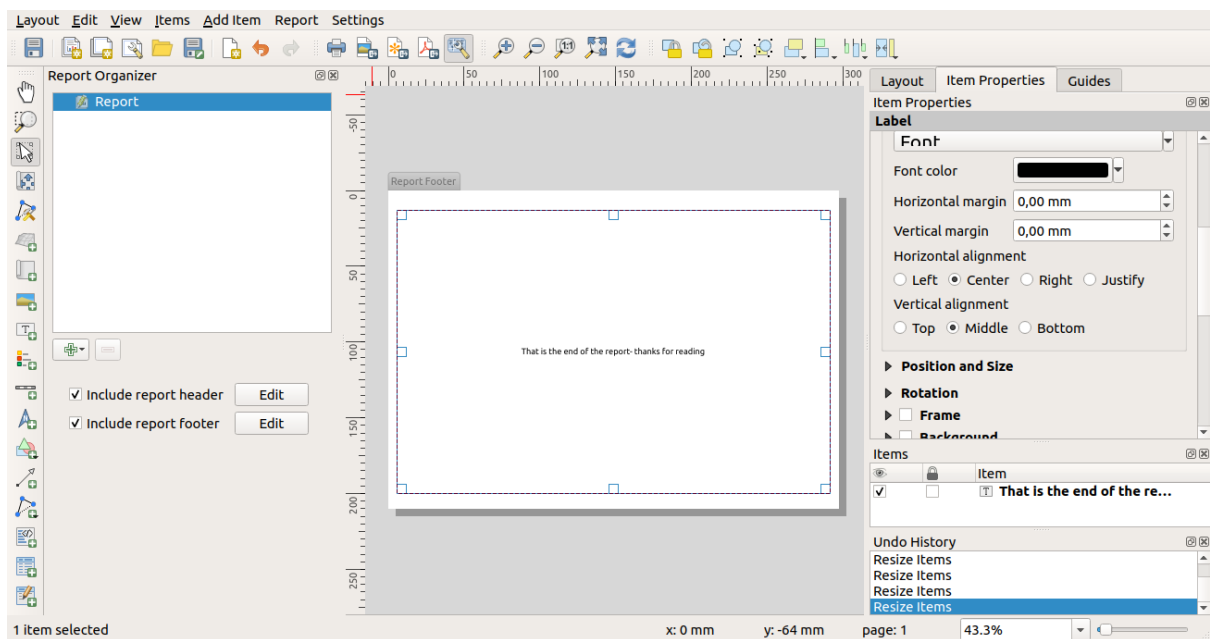 Layout Edit View Items Add Item Report Settings
Report Organizer
Report
Include report header Edit
Include report footer Edit
0 50 100 150 200 250 300
-50
0
50
100
150
200
250
Report Footer
That is the end of the report- thanks for reading
Layout Item Properties Guides
Item Properties
Label
Font
Font color
Horizontal margin 0,00 mm
Vertical margin 0,00 mm
Horizontal alignment
Left Center Right Justify
Vertical alignment
Top Middle Bottom
Position and Size
Rotation
Frame
Background
Items
Item
That is the end of the re...
Undo History
Resize Items
Resize Items
Resize Items
Resize Items
1 item selected x: 0 mm y: -64 mm page: 1 43.3%